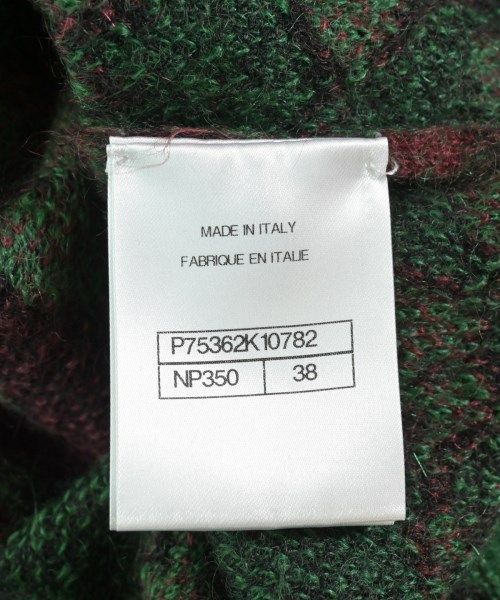 MADE IN ITALY
FABRIQUE EN ITALIE
P75362K10782
NP350 38